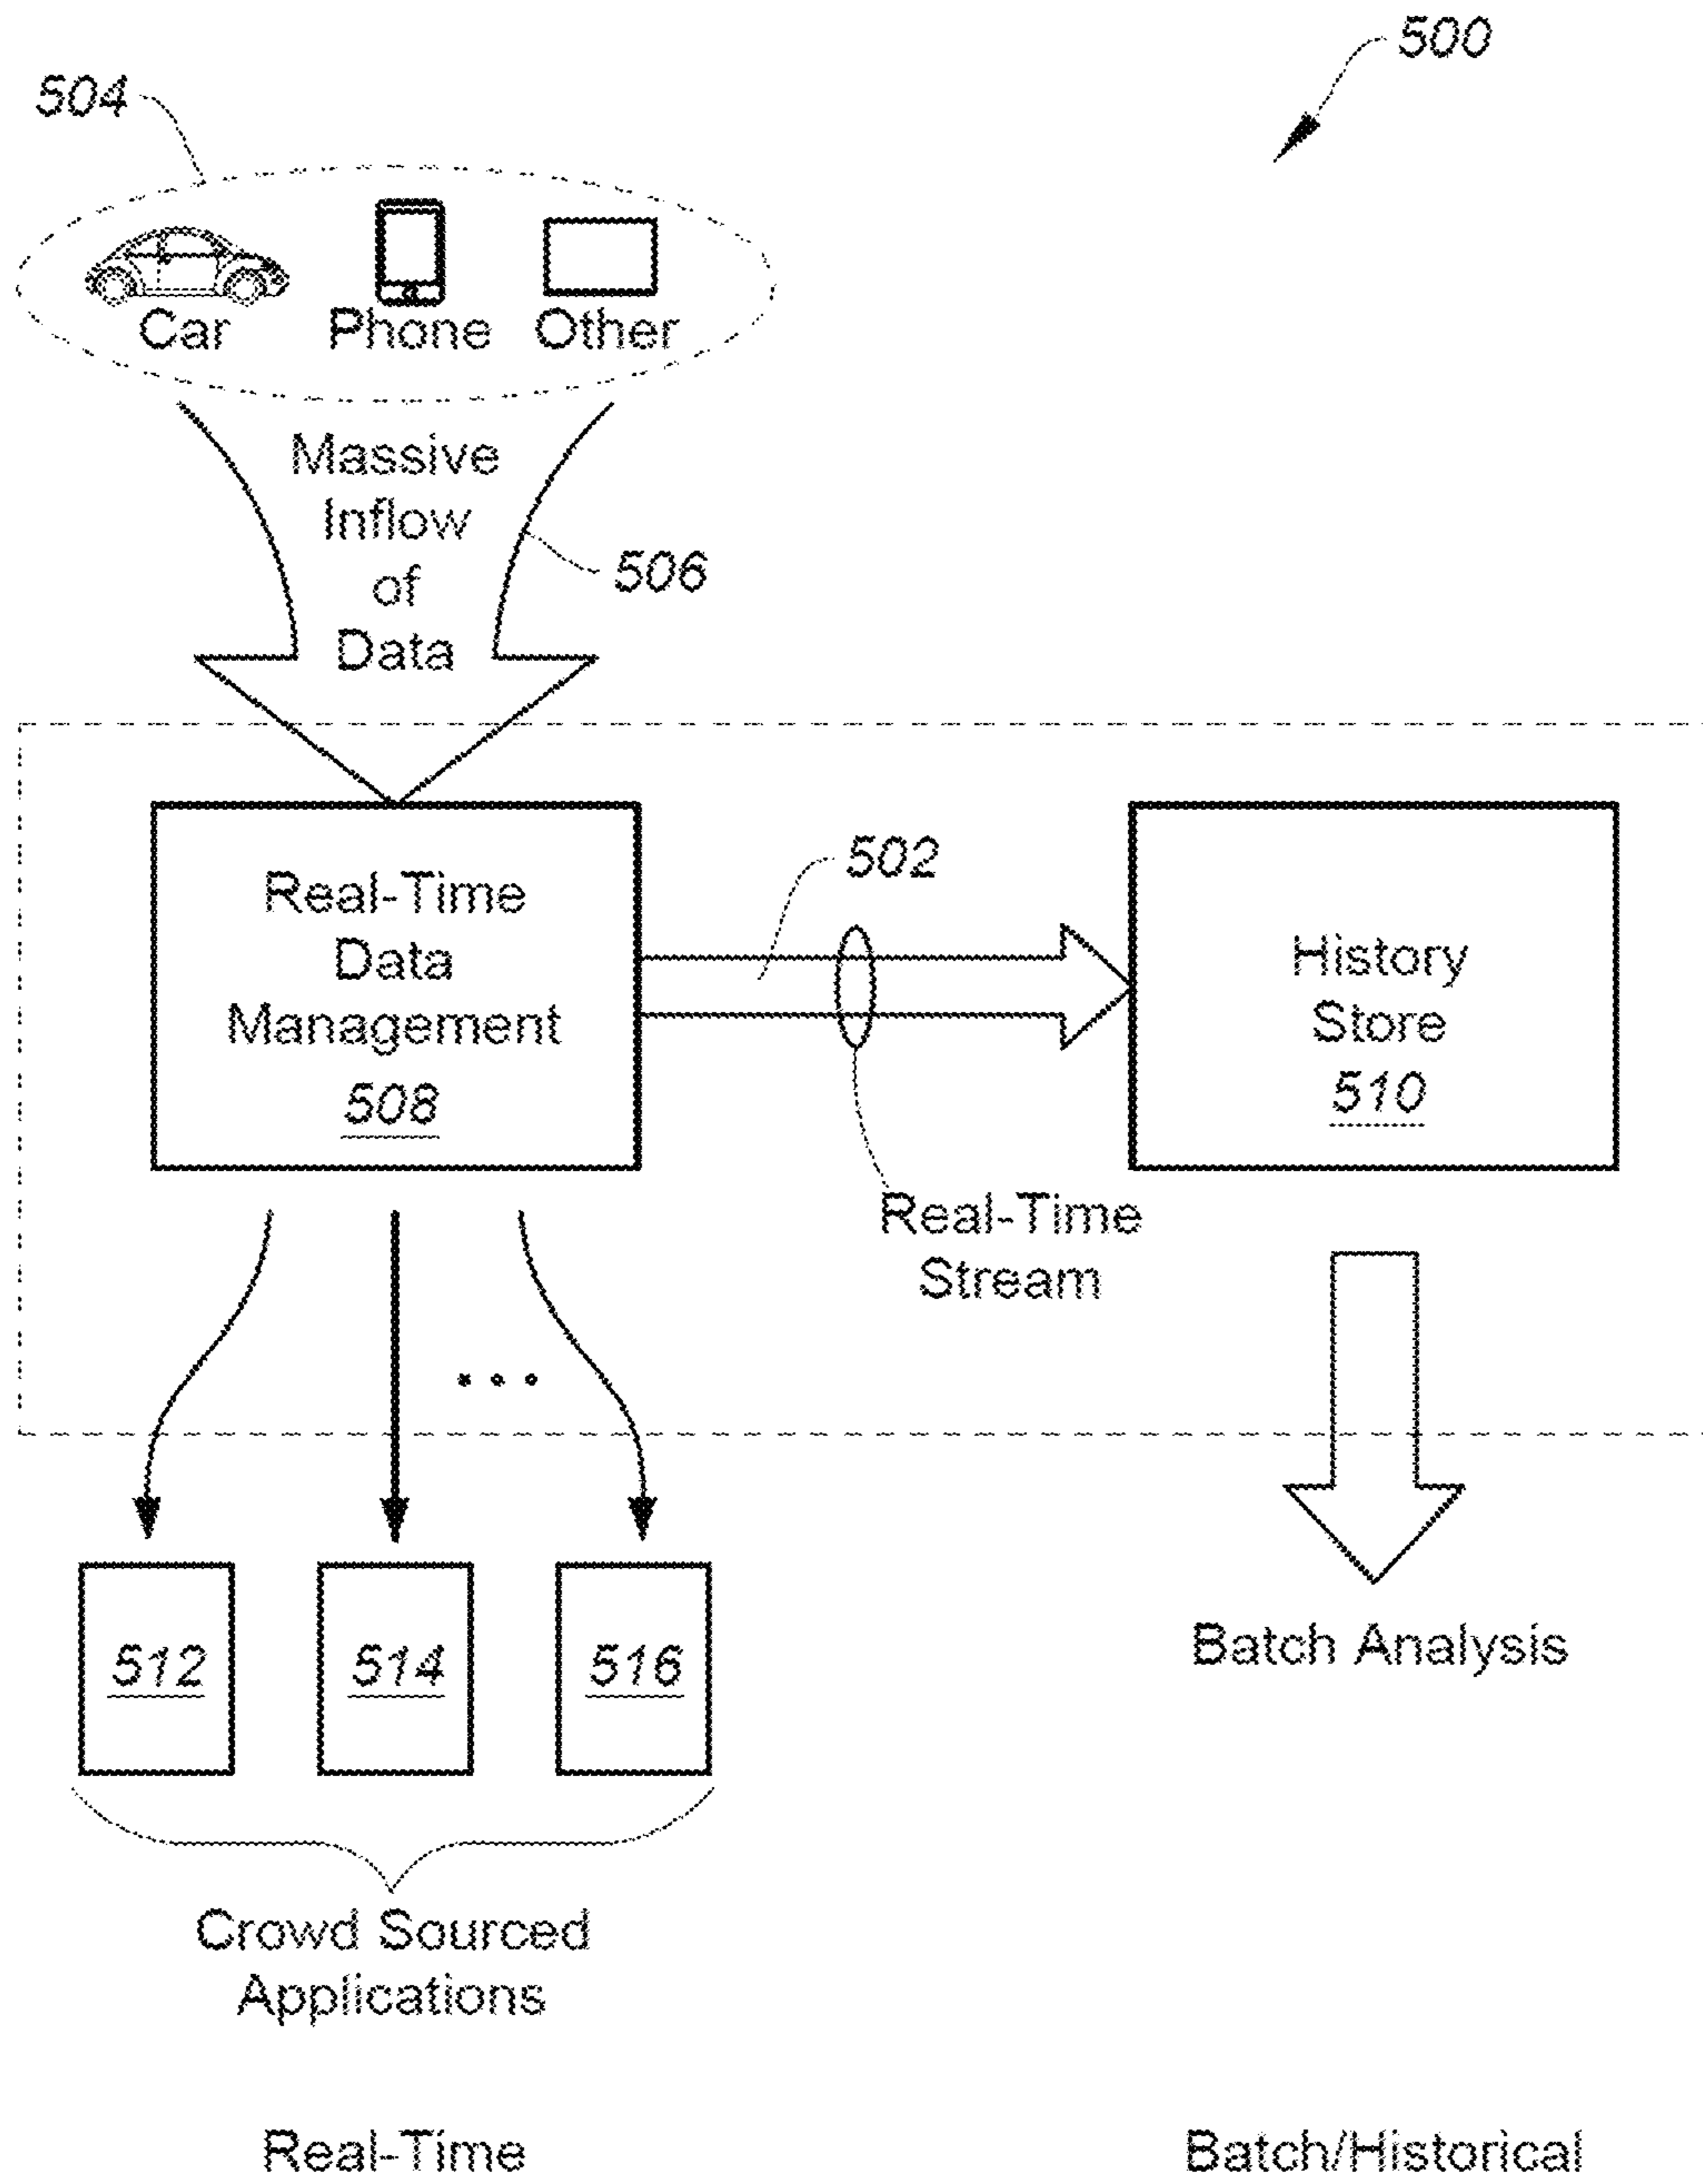 500
504
Car Phone Other
Massive
Inflow
of
Data
506
Real-Time
Data
Management
508
502
History
Store
510
Real-Time
Stream
512 514 516
Batch Analysis
Crowd Sourced
Applications
Real-Time Batch/Historical